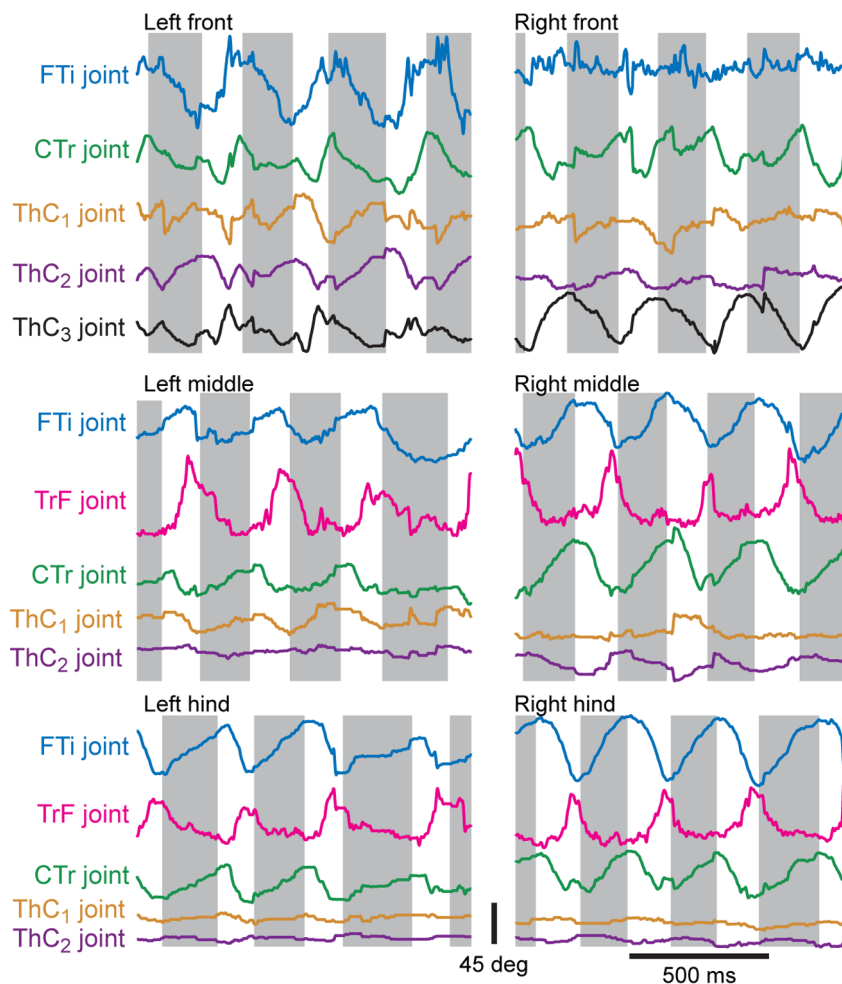 Left front
Right front
FTi joint
CTr joint
ThC1 joint
ThC2 joint
ThC3 joint
Left middle
Right middle
FTi joint
TrF joint
CTr joint
ThC1 joint
ThC2 joint
Left hind
Right hind
FTi joint
TrF joint
CTr joint
ThC1 joint
ThC2 joint
45 deg
500 ms